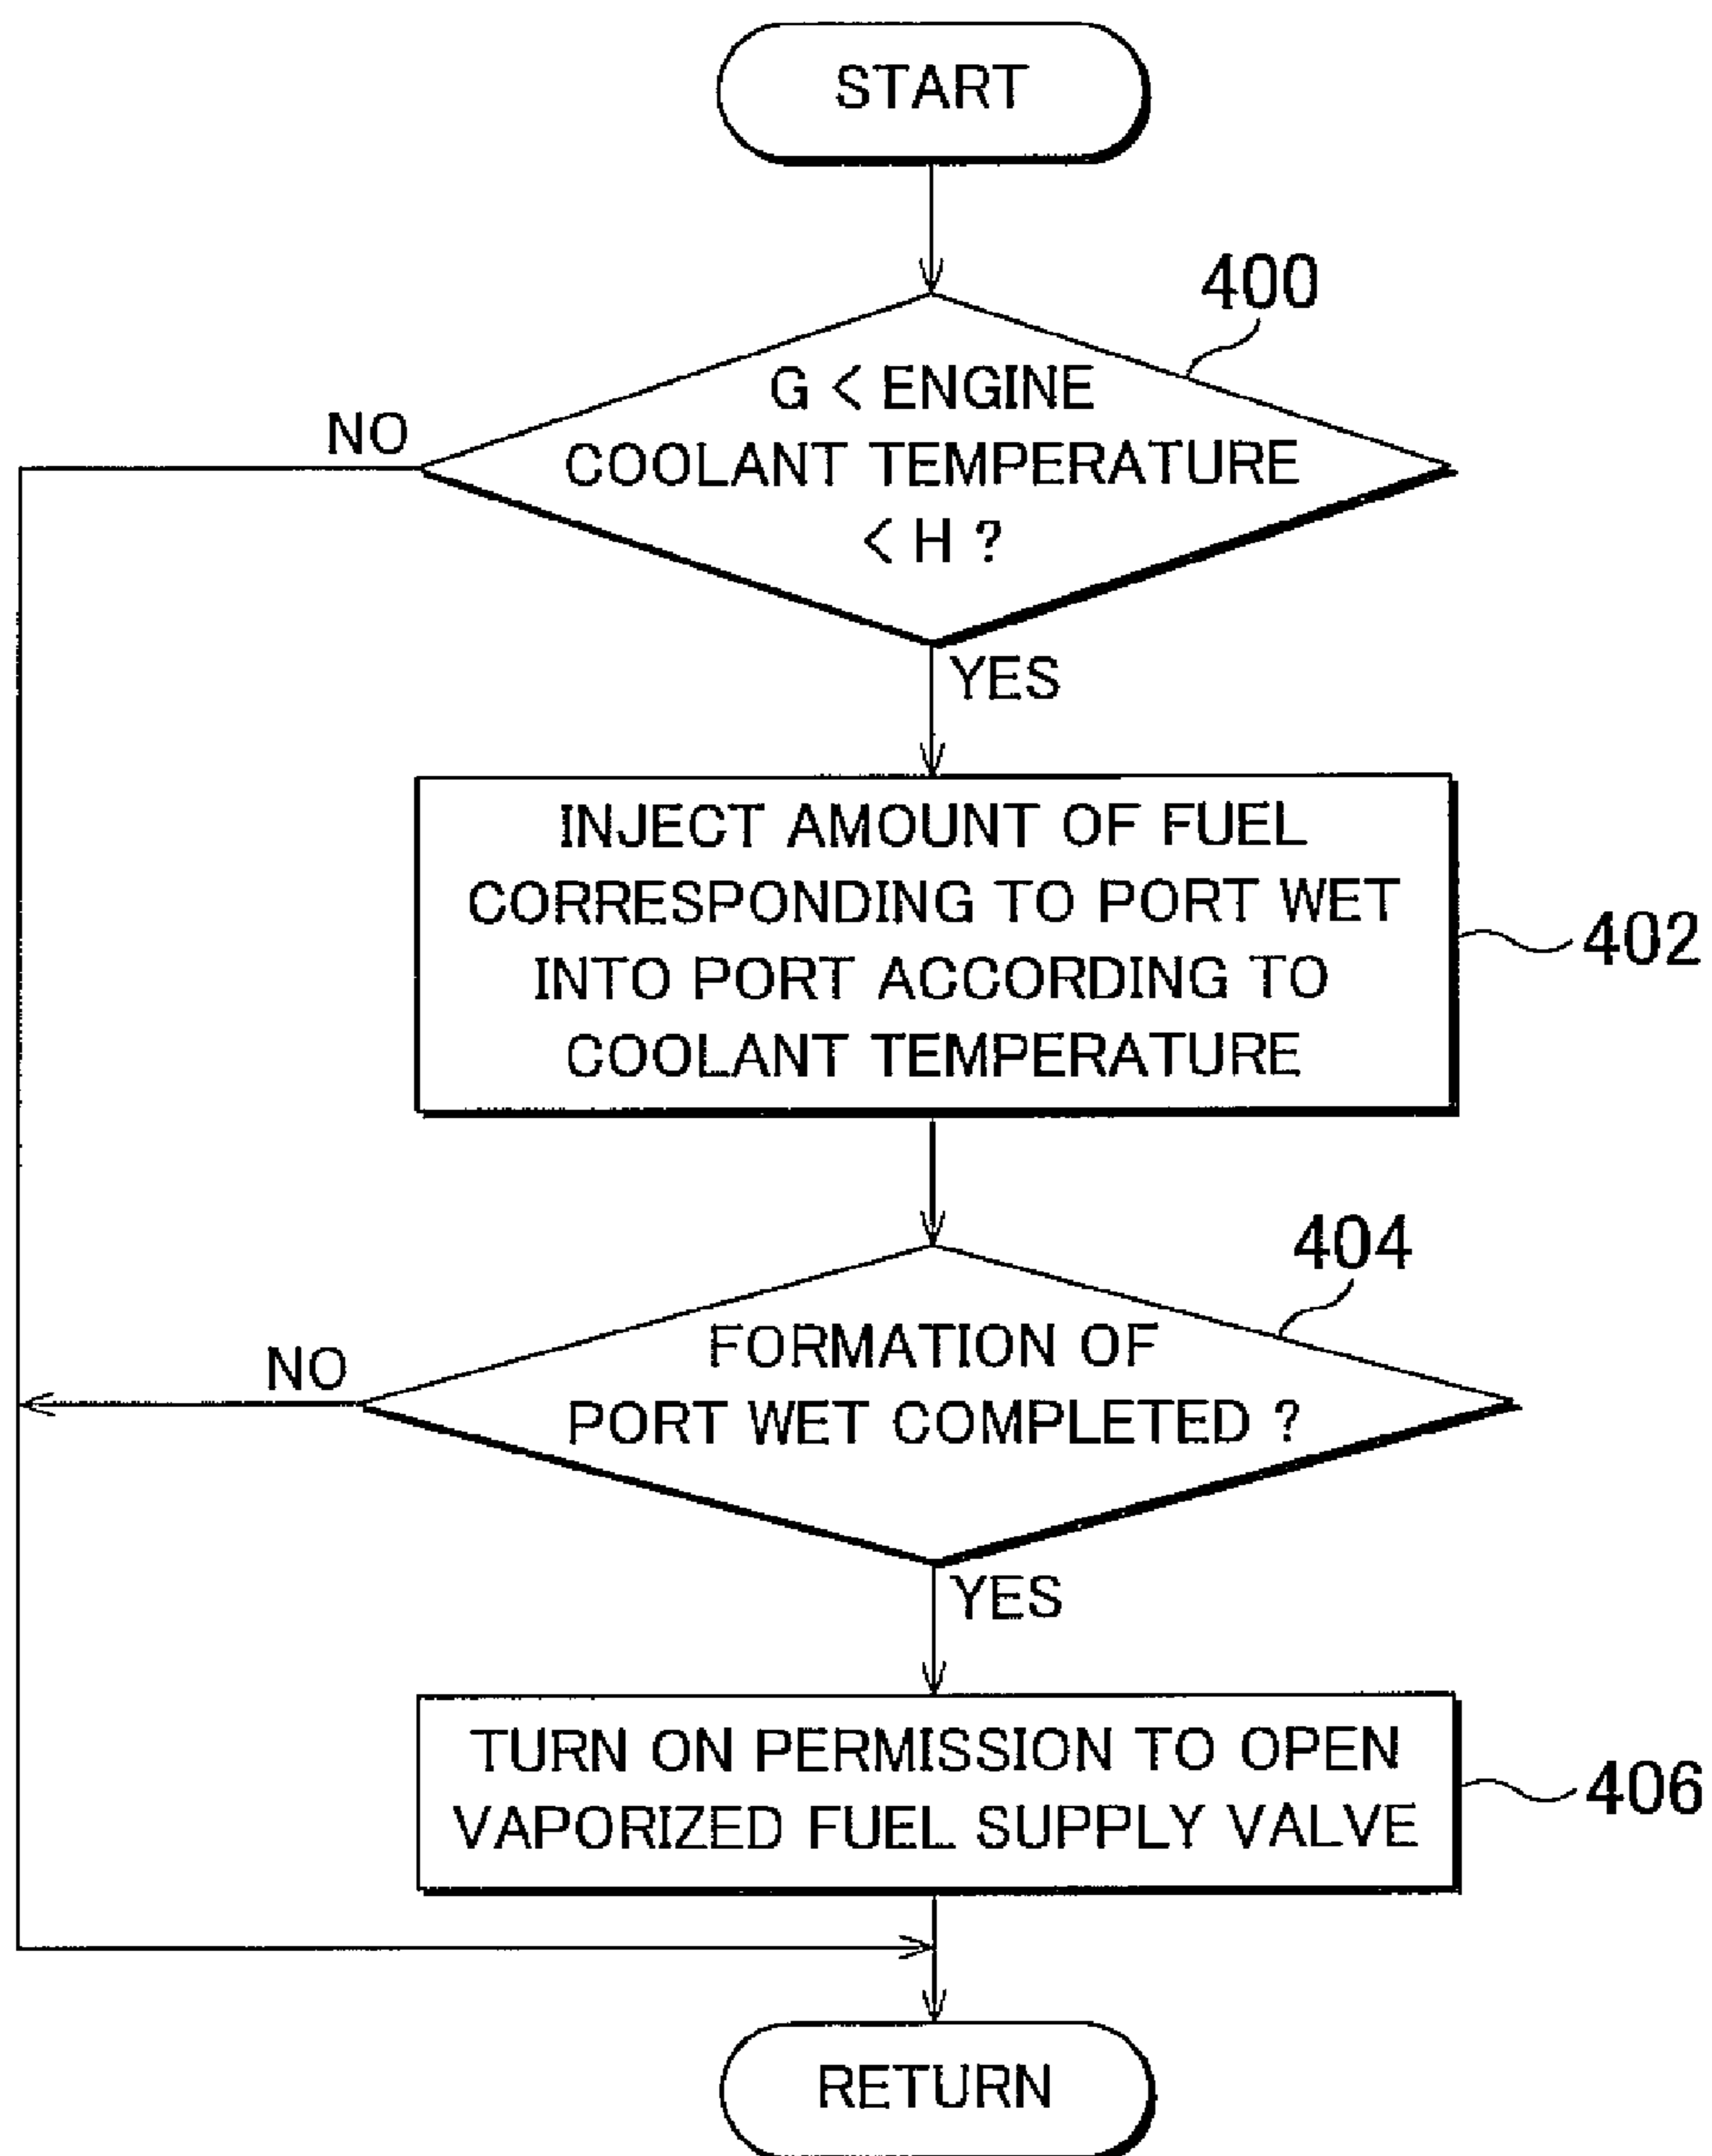 START
400
G < ENGINE
COOLANT TEMPERATURE
< H ?
NO
YES
INJECT AMOUNT OF FUEL
CORRESPONDING TO PORT WET
INTO PORT ACCORDING TO
COOLANT TEMPERATURE
402
404
FORMATION OF
PORT WET COMPLETED ?
NO
YES
TURN ON PERMISSION TO OPEN
VAPORIZED FUEL SUPPLY VALVE
406
RETURN